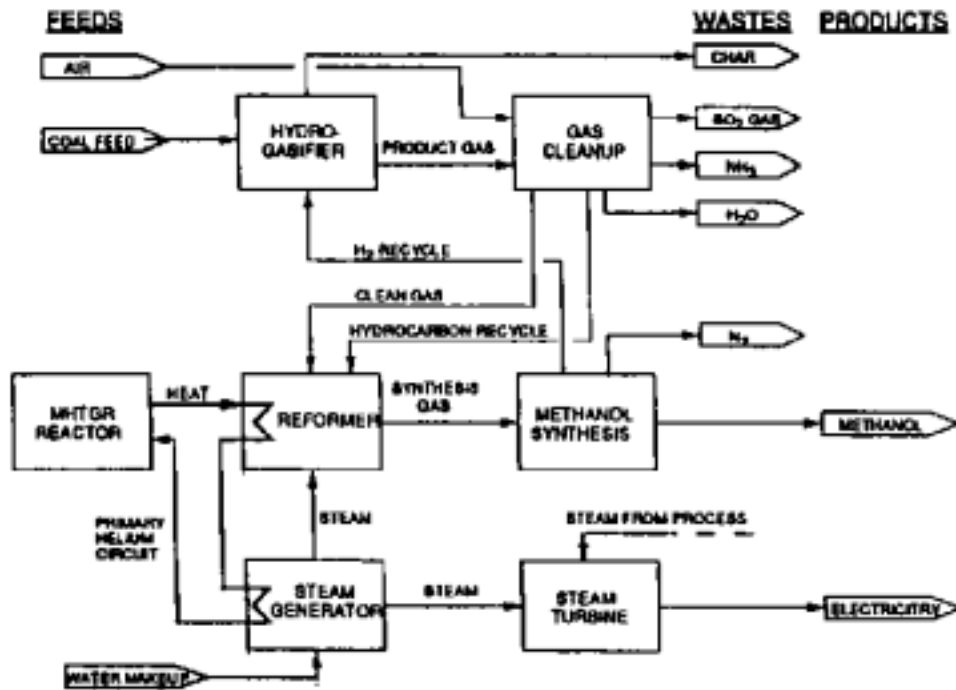 FEEDS
WASTES
PRODUCTS
AIR
CHAR
COAL FEED
HYDRO-
GASIFIER
PRODUCT GAS
GAS
CLEANUP
SO₂ GAS
NH₃
H₂O
H₂ RECYCLE
CLEAN GAS
HYDROCARBON RECYCLE
N₂
MHTGR
REACTOR
HEAT
REFORMER
SYNTHESIS
GAS
METHANOL
SYNTHESIS
METHANOL
PRIMARY
HELIUM
CIRCUIT
STEAM
STEAM FROM PROCESS
STEAM
GENERATOR
STEAM
STEAM
TURBINE
ELECTRICITRY
WATER MAKEUP